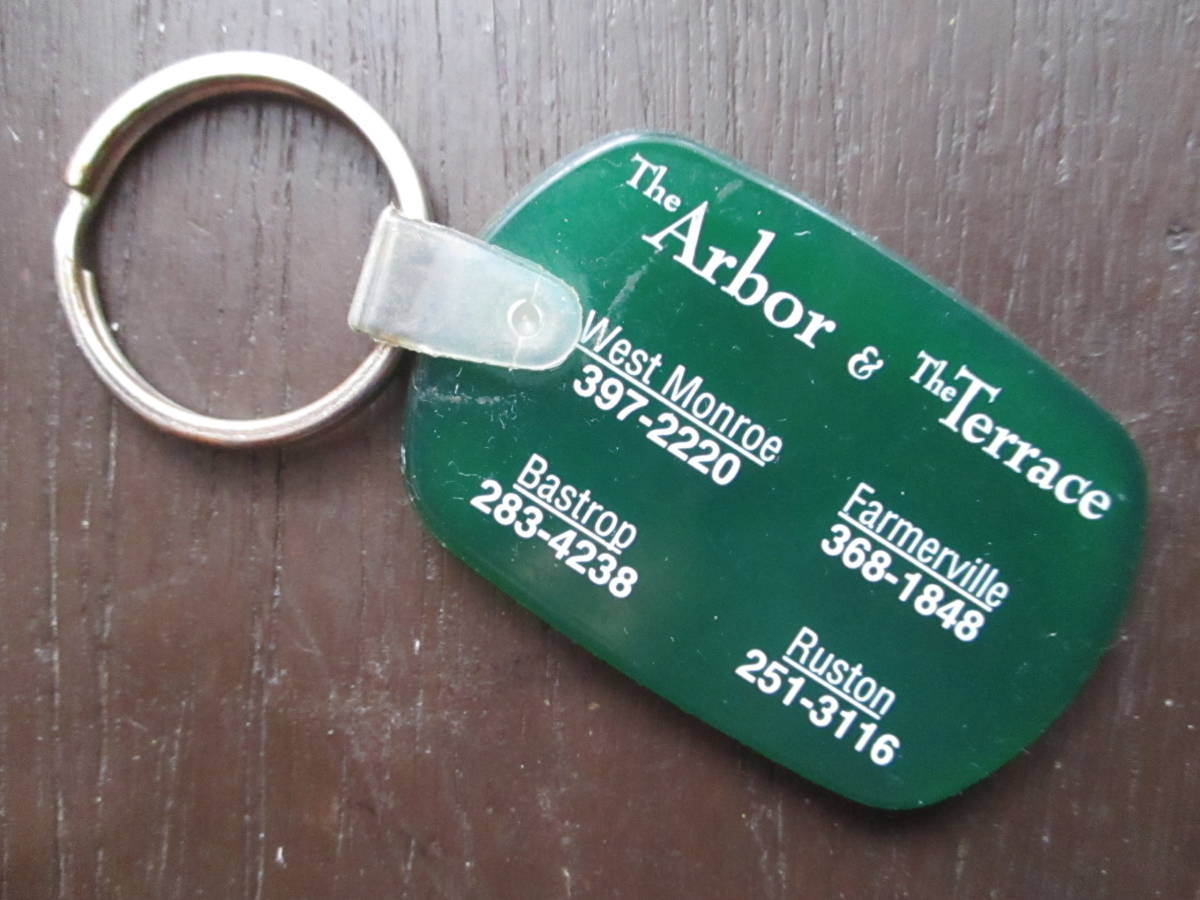 The Arbor & The Terrace
West Monroe
397-2220
Bastrop
283-4238
Farmerville
368-1848
Ruston
251-3116